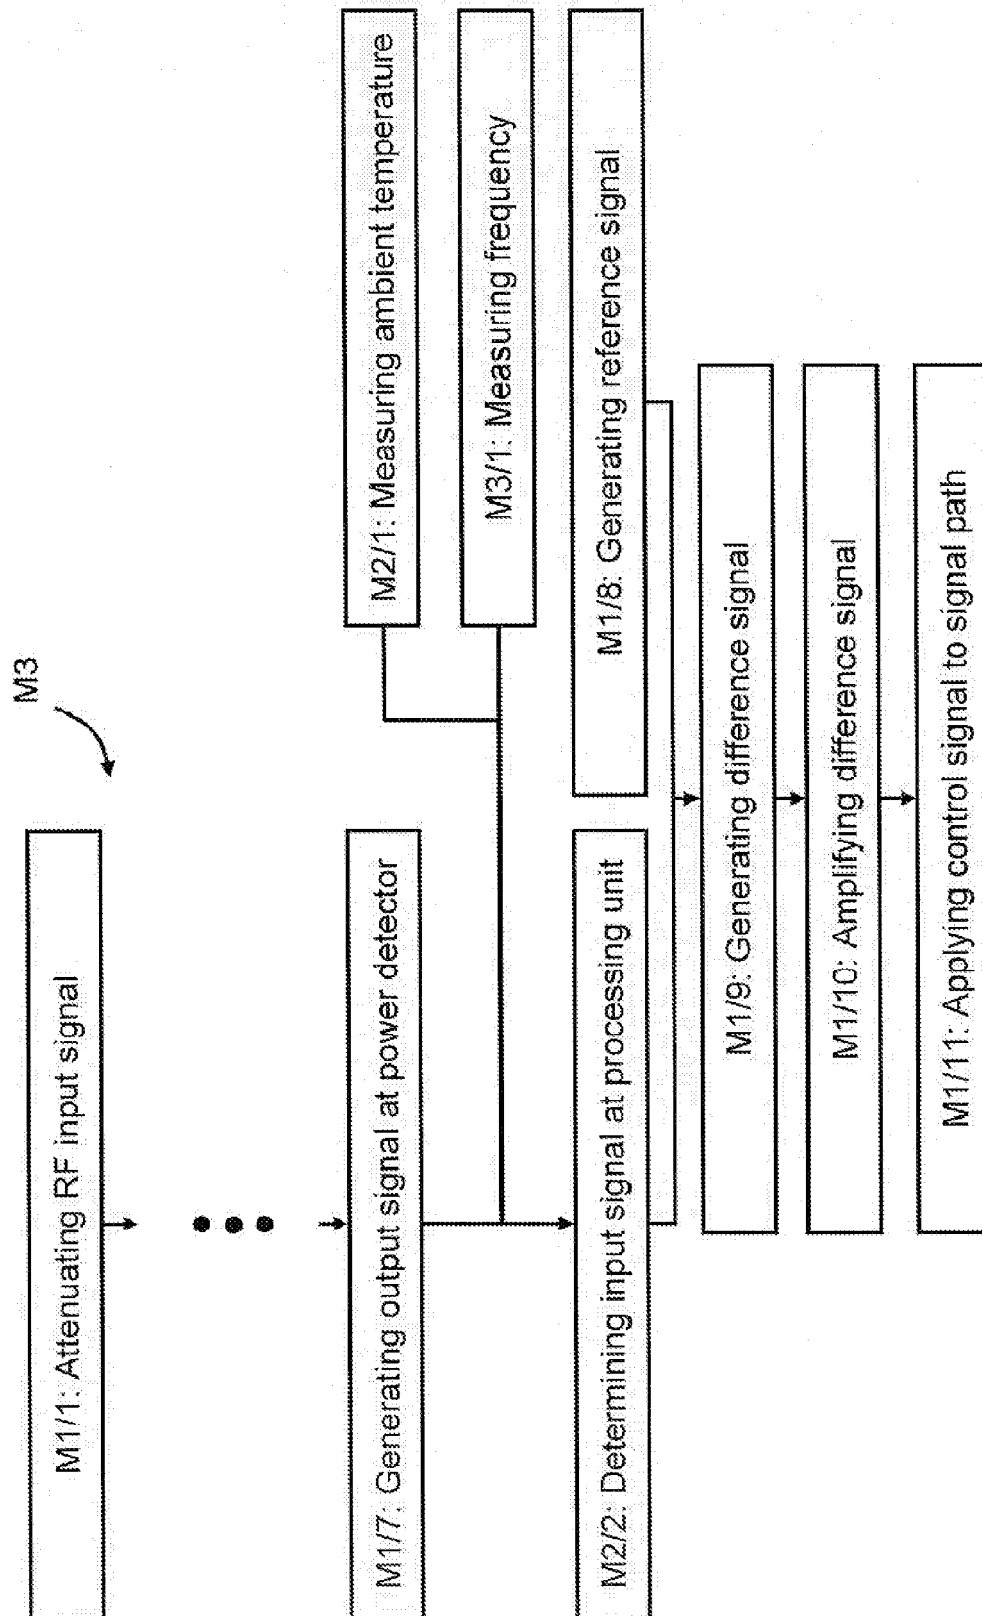 M3
M1/1: Attenuating RF input signal
M1/7: Generating output signal at power detector
M2/1: Measuring ambient temperature
M3/1: Measuring frequency
M2/2: Determining input signal at processing unit
M1/8: Generating reference signal
M1/9: Generating difference signal
M1/10: Amplifying difference signal
M1/11: Applying control signal to signal path